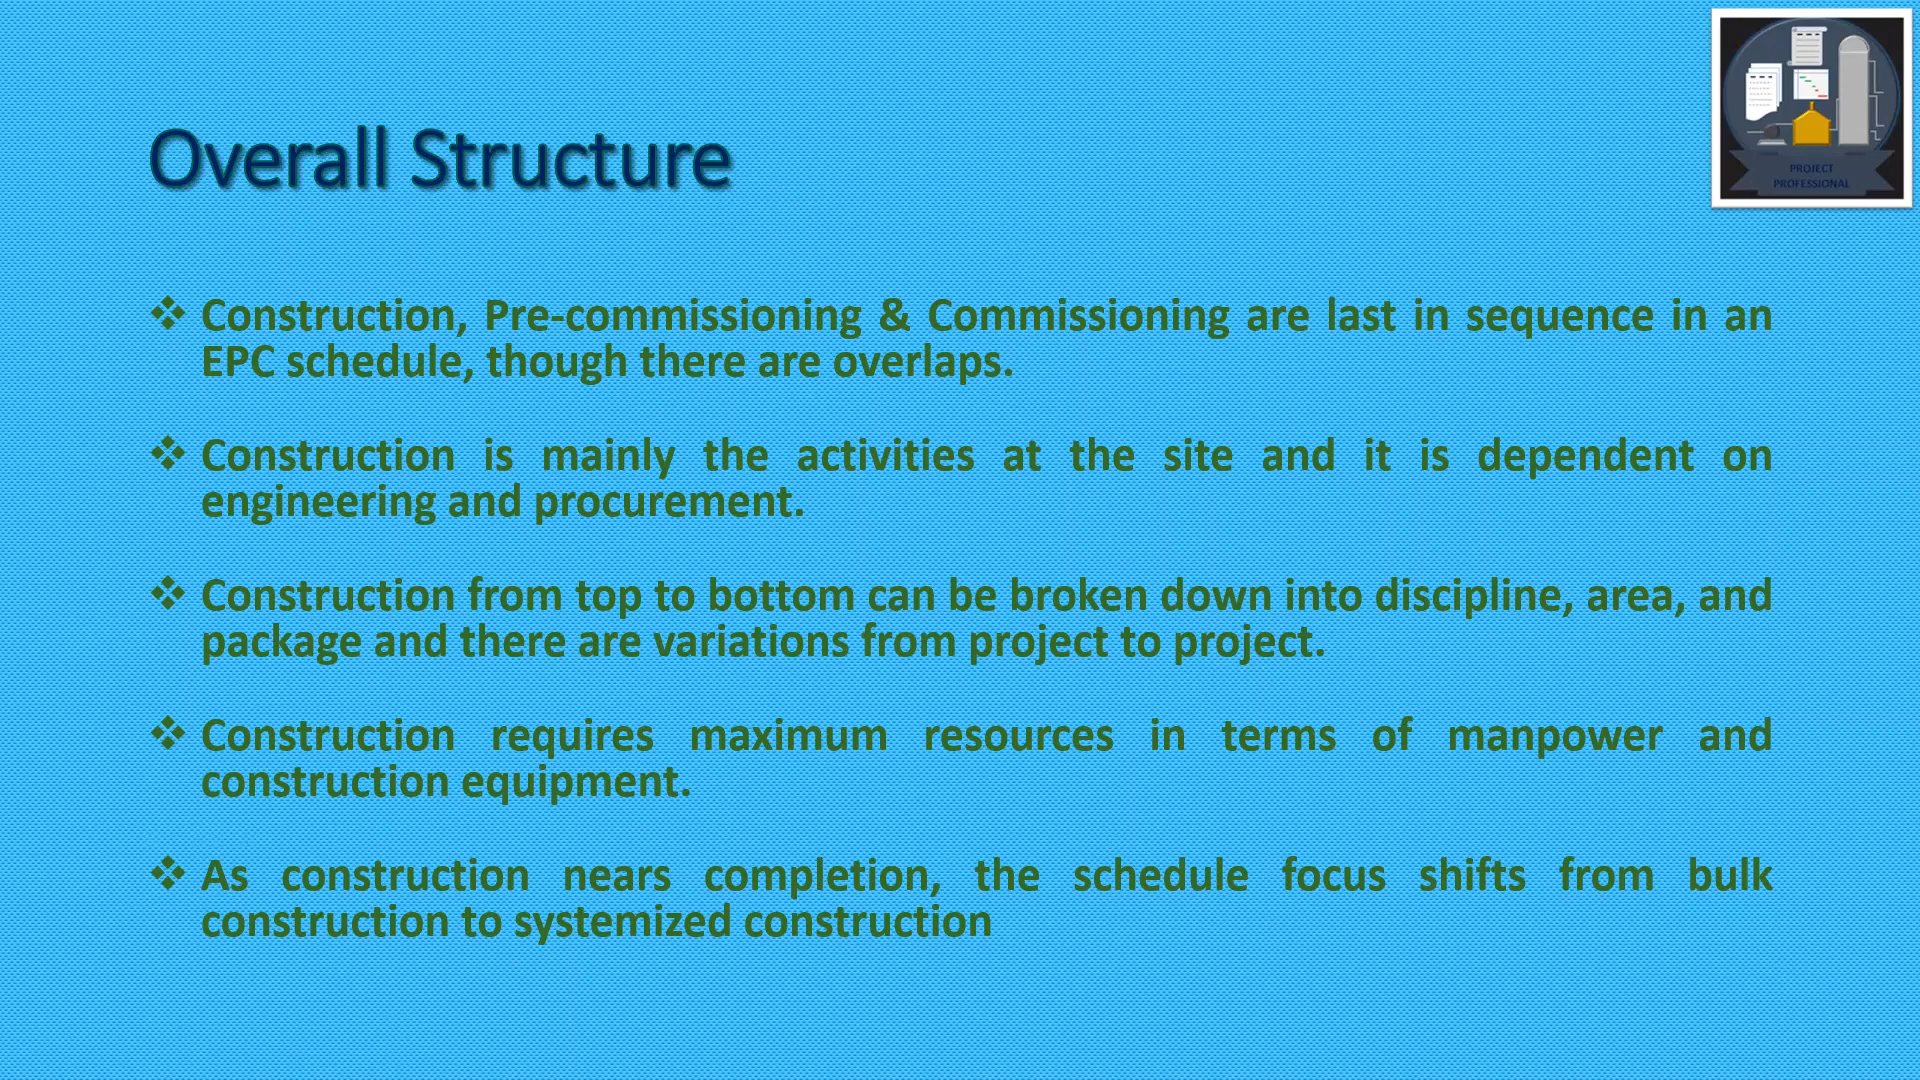 PROJECT
PROFESSIONAL
Overall Structure
❖ Construction, Pre-commissioning & Commissioning are last in sequence in an
EPC schedule, though there are overlaps.
❖ Construction is mainly the activities at the site and it is dependent on
engineering and procurement.
❖ Construction from top to bottom can be broken down into discipline, area, and
package and there are variations from project to project.
❖ Construction requires maximum resources in terms of manpower and
construction equipment.
❖ As construction nears completion, the schedule focus shifts from bulk
construction to systemized construction